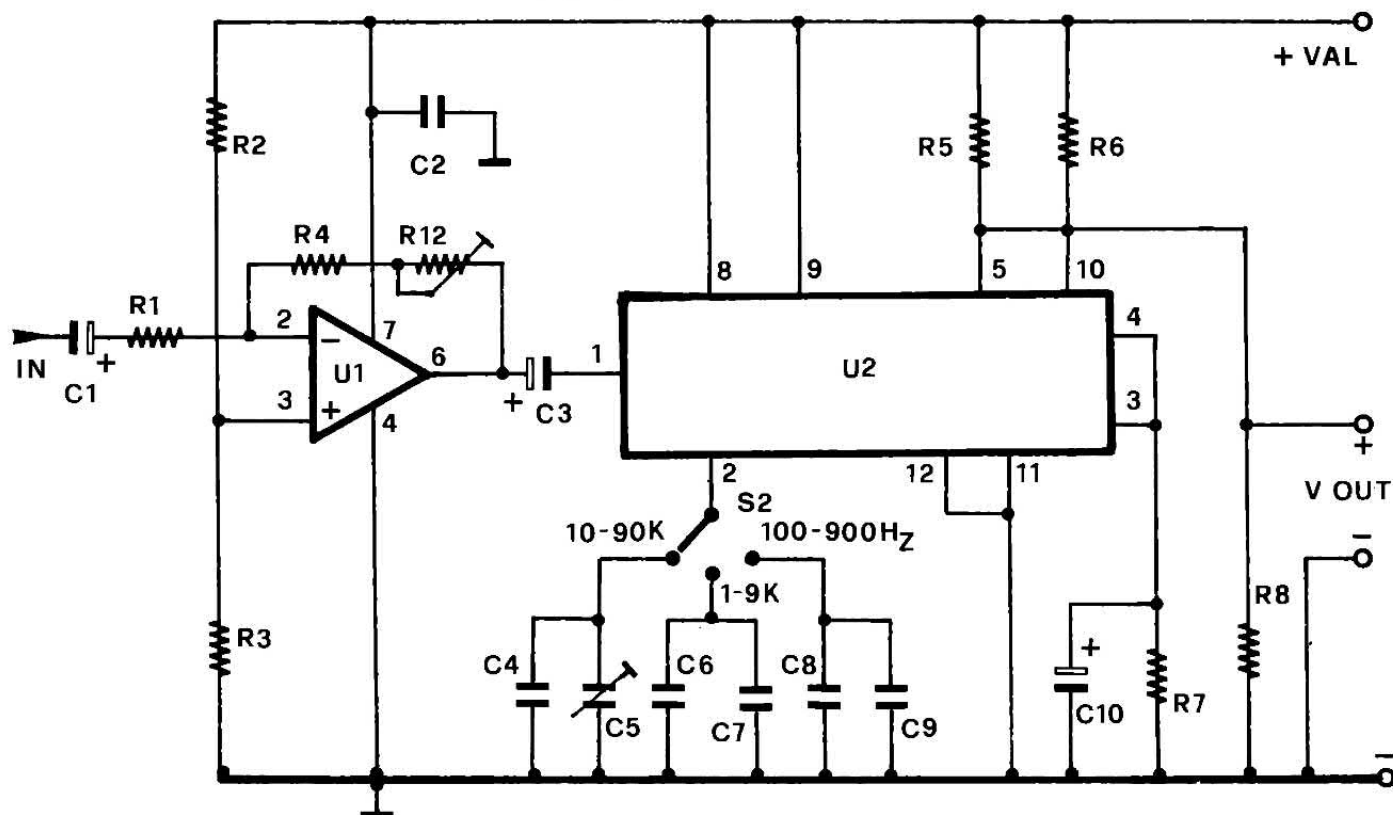 + VAL
R2
C2
R5
R6
R4
R12
8
9
5
10
R1
2
7
4
−
IN
C1
+
U1
6
1
U2
3
+
4
+
C3
3
2
12
11
+
V OUT
−
S2
10-90K
100-900HZ
1-9K
R3
C4
C5
C6
C7
C8
C9
+
C10
R7
R8
−